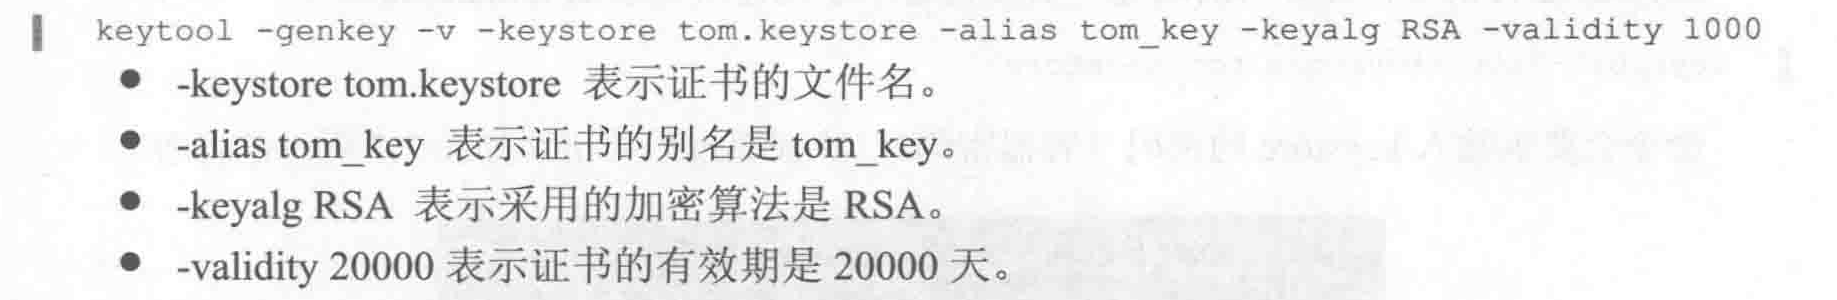 keytool -genkey -v -keystore tom.keystore -alias tom_key -keyalg RSA -validity 1000
● -keystore tom.keystore 表示证书的文件名。
● -alias tom_key 表示证书的别名是 tom_key。
● -keyalg RSA 表示采用的加密算法是 RSA。
● -validity 20000 表示证书的有效期是 20000 天。